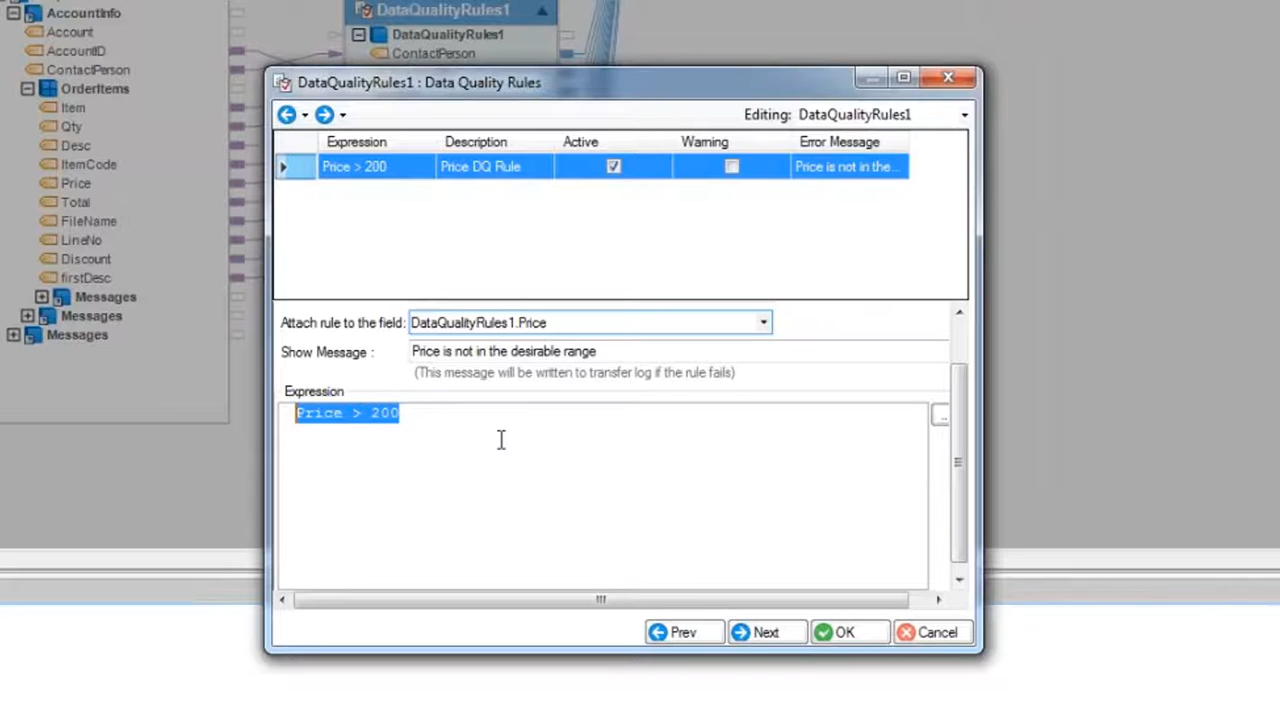 AccountInfo
Account
AccountID
ContactPerson
OrderItems
Item
Qty
Desc
ItemCode
Price
Total
FileName
LineNo
Discount
firstDesc
Messages
Messages
Messages
DataQualityRules1
DataQualityRules1
ContactPerson
DataQualityRules1 : Data Quality Rules
Editing: DataQualityRules1
Expression Description Active Warning Error Message
Price > 200 Price DQ Rule Price is not in the...
Attach rule to the field: DataQualityRules1.Price
Show Message : Price is not in the desirable range
(This message will be written to transfer log if the rule fails)
Expression
Price > 200
...
Prev Next OK Cancel